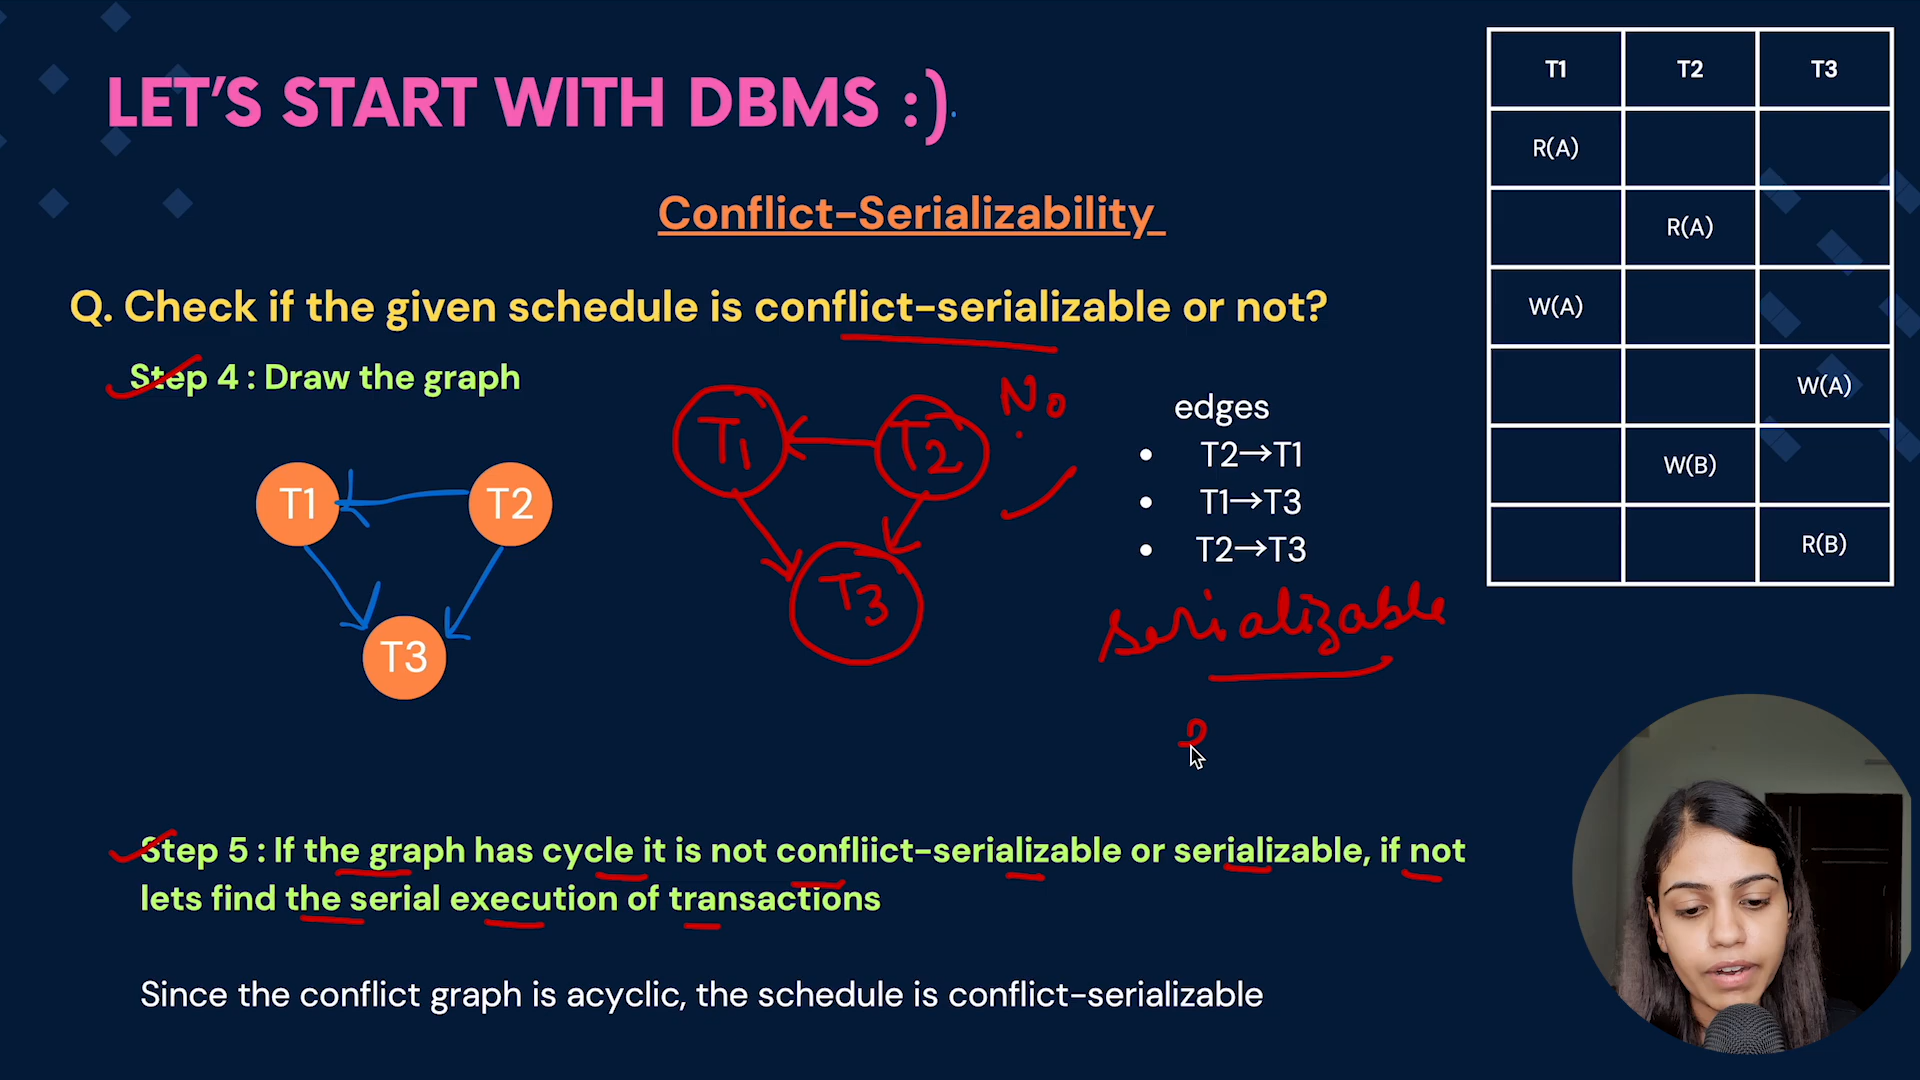 LET'S START WITH DBMS :)
Conflict-Serializability
Q. Check if the given schedule is conflict-serializable or not?
Step 4 : Draw the graph
T1
T2
T3
T1
T2
T3
No
edges
• T2→T1
• T1→T3
• T2→T3
serializable
T1 T2 T3
R(A)
R(A)
W(A)
W(A)
W(B)
R(B)
Step 5 : If the graph has cycle it is not confliict-serializable or serializable, if not
lets find the serial execution of transactions
Since the conflict graph is acyclic, the schedule is conflict-serializable